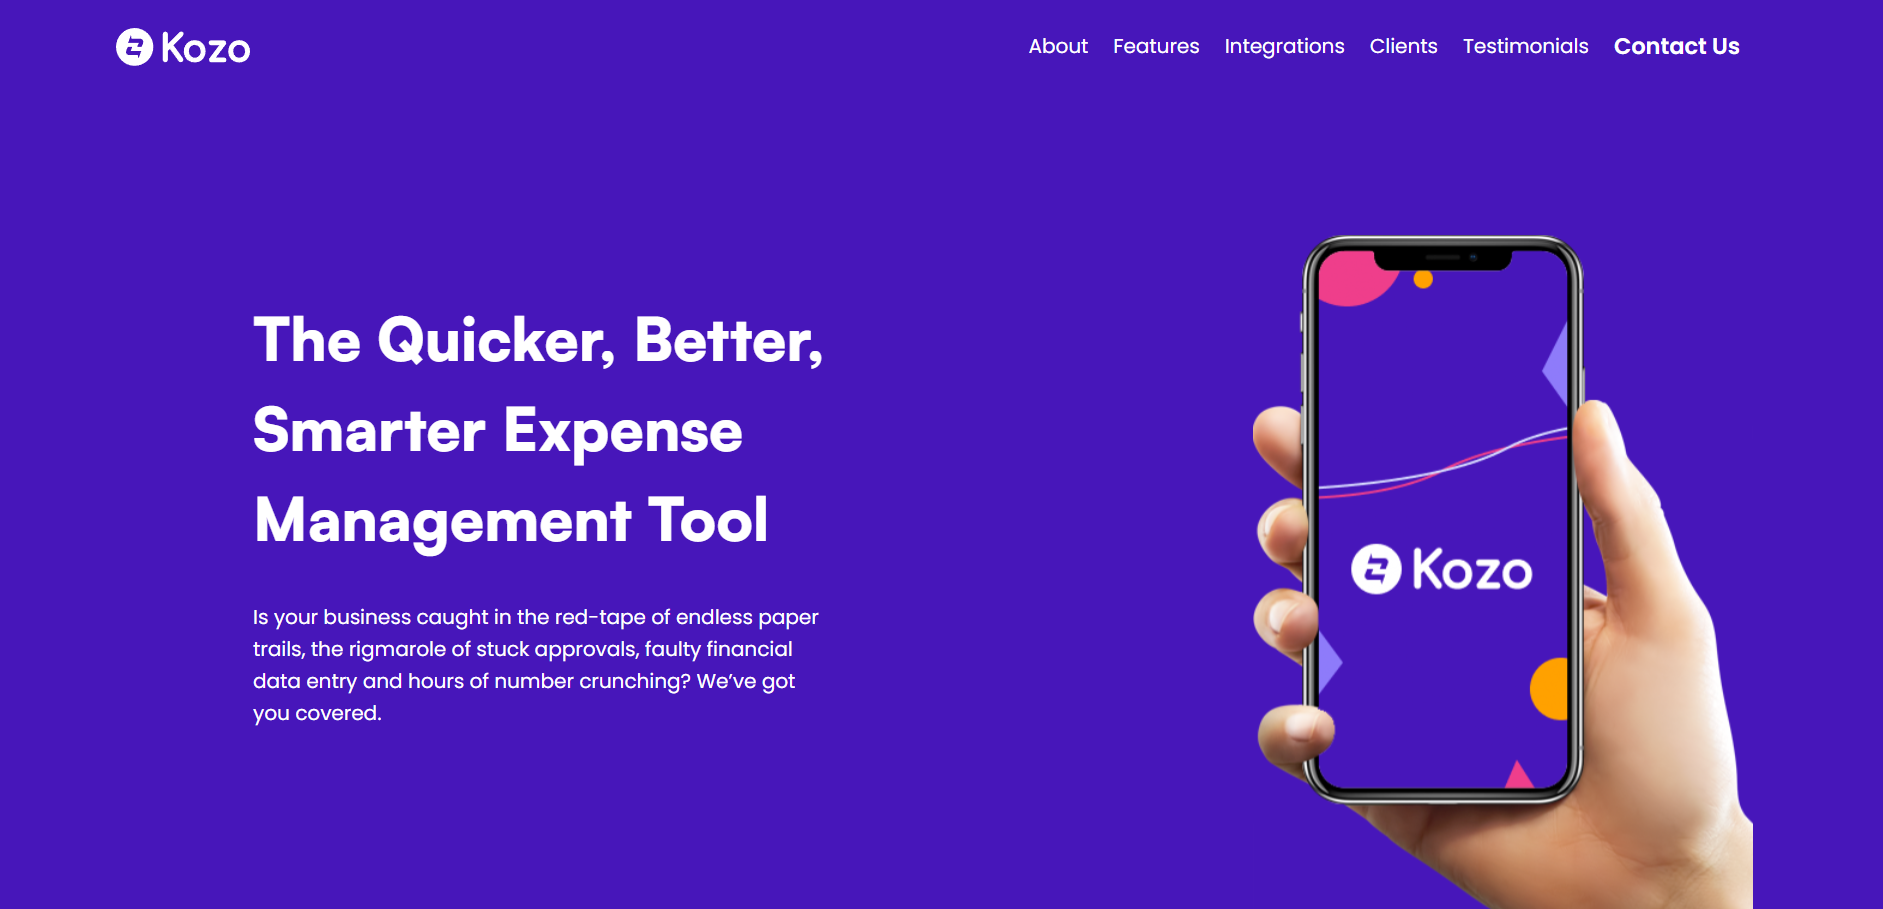 Kozo
About Features Integrations Clients Testimonials Contact Us
The Quicker, Better,
Smarter Expense
Management Tool
Is your business caught in the red-tape of endless paper
trails, the rigmarole of stuck approvals, faulty financial
data entry and hours of number crunching? We’ve got
you covered.
Kozo